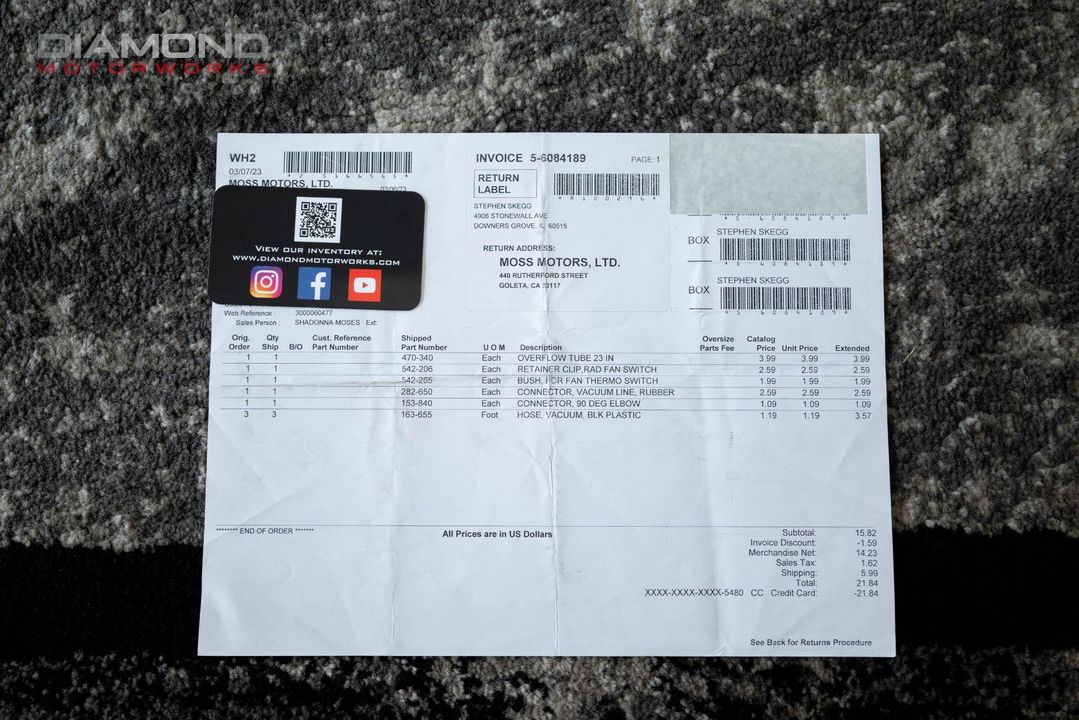 DIAMOND
MOTORWORKS
WH2
03/07/23
MOSS MOTORS, LTD.
03/06/23
INVOICE 5-6084189
PAGE: 1
RETURN
LABEL
STEPHEN SKEGG
4906 STONEWALL AVE
DOWNERS GROVE, IL 60515
RETURN ADDRESS:
MOSS MOTORS, LTD.
440 RUTHERFORD STREET
GOLETA, CA 93117
STEPHEN SKEGG
BOX
STEPHEN SKEGG
BOX
VIEW OUR INVENTORY AT:
WWW.DIAMONDMOTORWORKS.COM
Web Reference : 3000060477
Sales Person : SHADONNA MOSES Ext:
Orig. Order Qty Ship B/O Cust. Reference Part Number Shipped Part Number U O M Description Oversize Parts Fee Catalog Price Unit Price Extended
1 1 470-340 Each OVERFLOW TUBE 23 IN 3.99 3.99 3.99
1 1 542-206 Each RETAINER CLIP,RAD FAN SWITCH 2.59 2.59 2.59
1 1 542-205 Each BUSH, FOR FAN THERMO SWITCH 1.99 1.99 1.99
1 1 282-650 Each CONNECTOR, VACUUM LINE, RUBBER 2.59 2.59 2.59
1 1 153-840 Each CONNECTOR, 90 DEG ELBOW 1.09 1.09 1.09
3 3 163-655 Foot HOSE, VACUUM, BLK PLASTIC 1.19 1.19 3.57
******** END OF ORDER *******
All Prices are in US Dollars
Subtotal: 15.82
Invoice Discount: -1.59
Merchandise Net: 14.23
Sales Tax: 1.62
Shipping: 5.99
Total: 21.84
XXXX-XXXX-XXXX-5480 CC Credit Card: -21.84
See Back for Returns Procedure